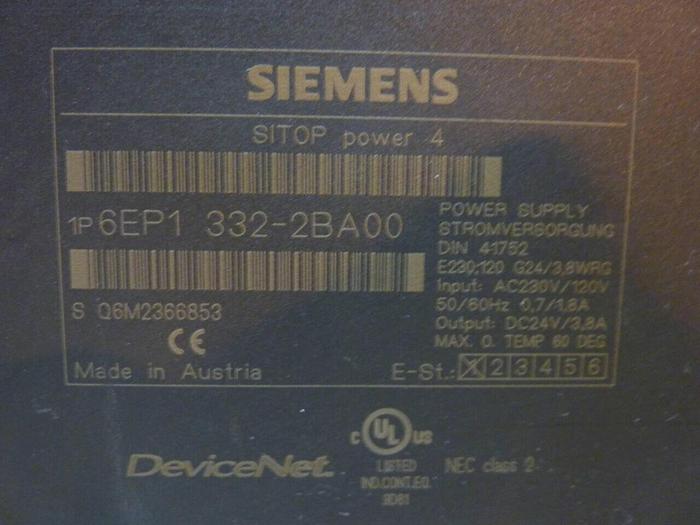 SIEMENS
SITOP power 4
1P 6EP1 332-2BA00
POWER SUPPLY
STROMVERSORGUNG
DIN 41752
E230/120 G24/3,8WRG
Input: AC230V/120V
50/60Hz 0,7/1,8A
Output: DC24V/3,8A
MAX. O. TEMP 60 DEG
S Q6M2366853
CE
Made in Austria
E-St.: X 2 3 4 5 6
C UL US
LISTED
IND.CONT.EQ.
9D81
DeviceNet
NEC class 2